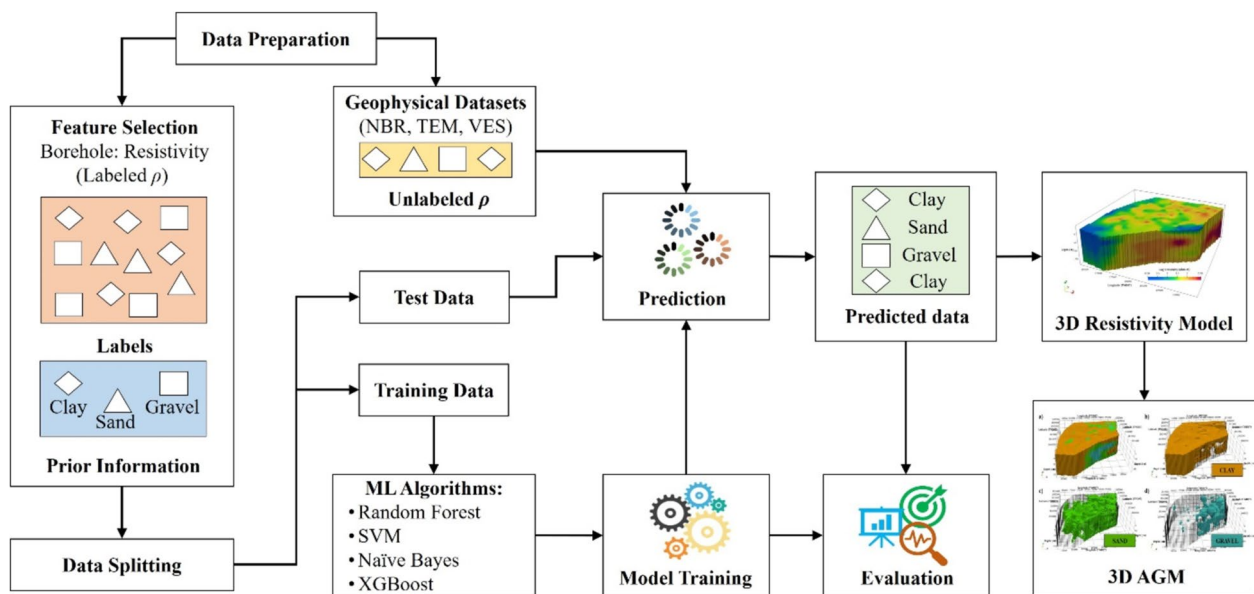 Data Preparation
Feature Selection
Borehole: Resistivity
(Labeled ρ)
Labels
Clay
Sand
Gravel
Prior Information
Data Splitting
Geophysical Datasets
(NBR, TEM, VES)
Unlabeled ρ
Test Data
Training Data
ML Algorithms:
• Random Forest
• SVM
• Naïve Bayes
• XGBoost
Prediction
Model Training
Clay
Sand
Gravel
Clay
Predicted data
Evaluation
3D Resistivity Model
a)
b)
CLAY
c)
SAND
d)
GRAVEL
3D AGM